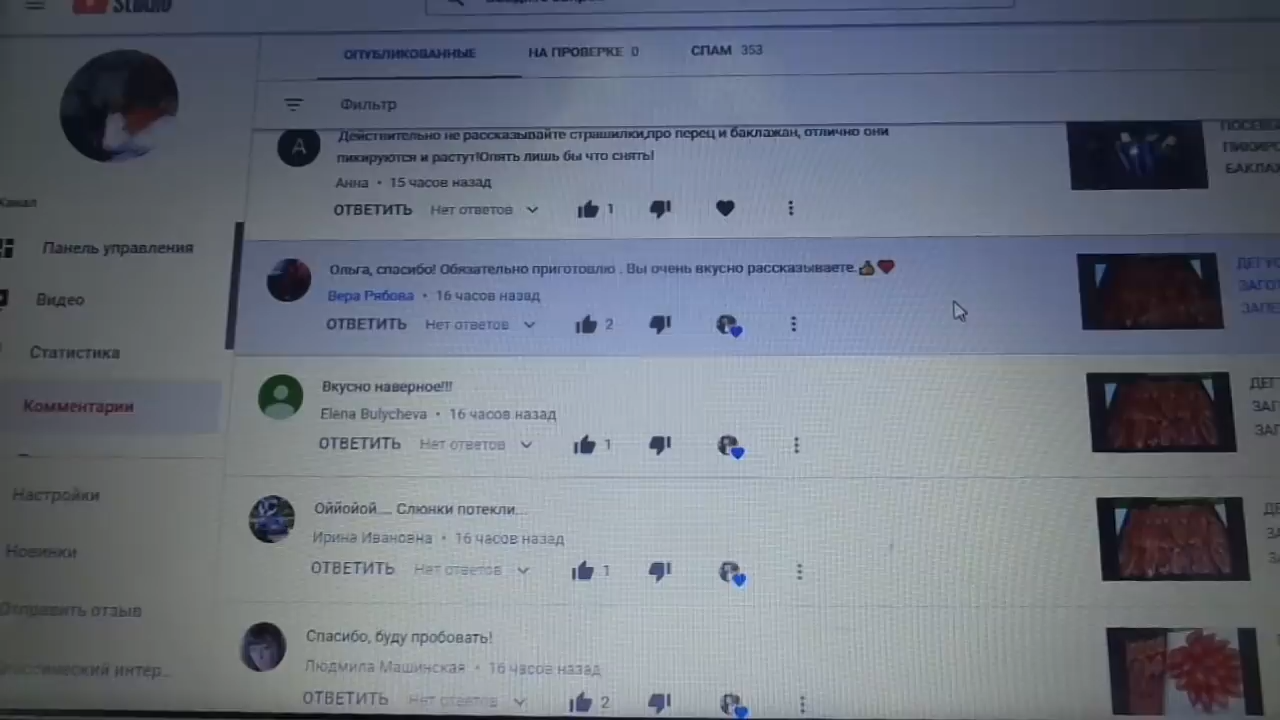 STUDIO
ОПУБЛИКОВАННЫЕ
НА ПРОВЕРКЕ 0
СПАМ 353
Фильтр
Действительно не рассказывайте страшилки,про перец и баклажан, отлично они
пикируются и растут!Опять лишь бы что снять!
Анна • 15 часов назад
ОТВЕТИТЬ Нет ответов 1
Канал
Панель управления
Видео
Статистика
Комментарии
Настройки
Новинки
Отправить отзыв
Ольга, спасибо! Обязательно приготовлю . Вы очень вкусно рассказываете.👍❤️
Вера Рябова • 16 часов назад
ОТВЕТИТЬ Нет ответов 2
Вкусно наверное!!!
Elena Bulycheva • 16 часов назад
ОТВЕТИТЬ Нет ответов 1
Оййойой.... Слюнки потекли...
Ирина Ивановна • 16 часов назад
ОТВЕТИТЬ Нет ответов 1
Спасибо, буду пробовать!
Людмила Машинская • 16 часов назад
ОТВЕТИТЬ Нет ответов 2